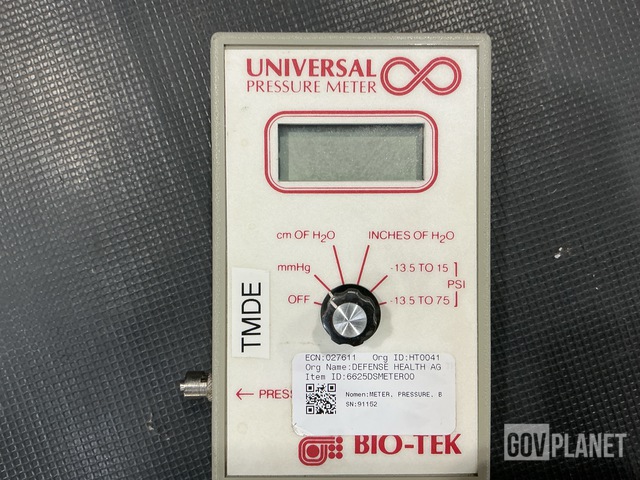 UNIVERSAL
PRESSURE METER
cm OF H2O
INCHES OF H2O
mmHg
-13.5 TO 15
PSI
OFF
-13.5 TO 75
TMDE
ECN:027611 Org ID:HT0041
Org Name:DEFENSE HEALTH AG
Item ID:6625DSMETER00
Nomen:METER, PRESSURE, B
SN:91152
← PRESS
BIO-TEK
GOVPLANET